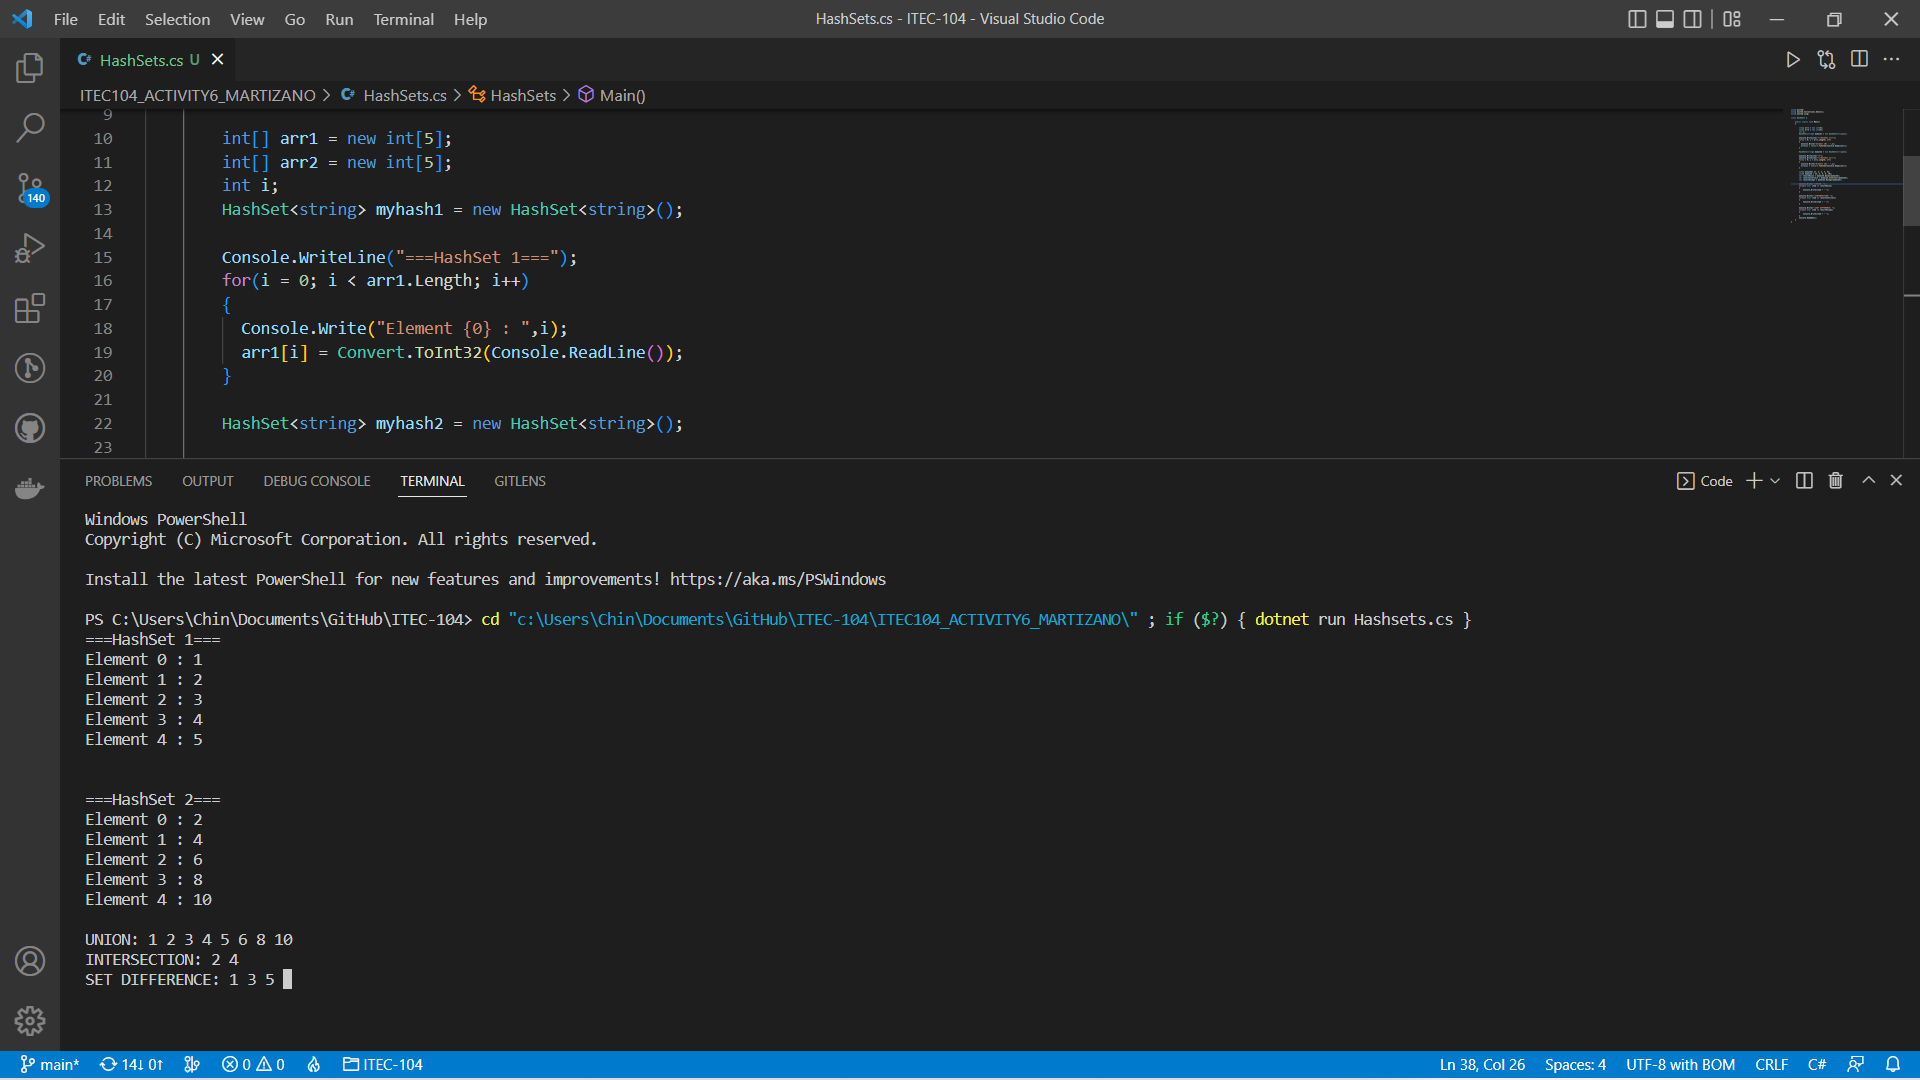 File Edit Selection View Go Run Terminal Help
HashSets.cs - ITEC-104 - Visual Studio Code
HashSets.cs U
ITEC104_ACTIVITY6_MARTIZANO > HashSets.cs > HashSets > Main()
9
10 int[] arr1 = new int[5];
11 int[] arr2 = new int[5];
12 int i;
13 HashSet<string> myhash1 = new HashSet<string>();
14
15 Console.WriteLine("===HashSet 1===");
16 for(i = 0; i < arr1.Length; i++)
17 {
18 Console.Write("Element {0} : ",i);
19 arr1[i] = Convert.ToInt32(Console.ReadLine());
20 }
21
22 HashSet<string> myhash2 = new HashSet<string>();
23
140
PROBLEMS OUTPUT DEBUG CONSOLE TERMINAL GITLENS
Code
Windows PowerShell
Copyright (C) Microsoft Corporation. All rights reserved.
Install the latest PowerShell for new features and improvements! https://aka.ms/PSWindows
PS C:\Users\Chin\Documents\GitHub\ITEC-104> cd "c:\Users\Chin\Documents\GitHub\ITEC-104\ITEC104_ACTIVITY6_MARTIZANO\" ; if ($?) { dotnet run Hashsets.cs }
===HashSet 1===
Element 0 : 1
Element 1 : 2
Element 2 : 3
Element 3 : 4
Element 4 : 5
===HashSet 2===
Element 0 : 2
Element 1 : 4
Element 2 : 6
Element 3 : 8
Element 4 : 10
UNION: 1 2 3 4 5 6 8 10
INTERSECTION: 2 4
SET DIFFERENCE: 1 3 5
main* 14↓ 0↑ 0 0 ITEC-104
Ln 38, Col 26 Spaces: 4 UTF-8 with BOM CRLF C#